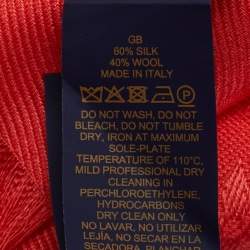 GB
60% SILK
40% WOOL
MADE IN ITALY
DO NOT WASH, DO NOT
BLEACH, DO NOT TUMBLE
DRY, IRON AT MAXIMUM
SOLE-PLATE
TEMPERATURE OF 110°C,
MILD PROFESSIONAL DRY
CLEANING IN
PERCHLOROETHYLENE,
HYDROCARBONS
DRY CLEAN ONLY
NO LAVAR, NO UTILIZAR
LEJÍA, NO SECAR EN LA
SECADORA, PLANCHAR